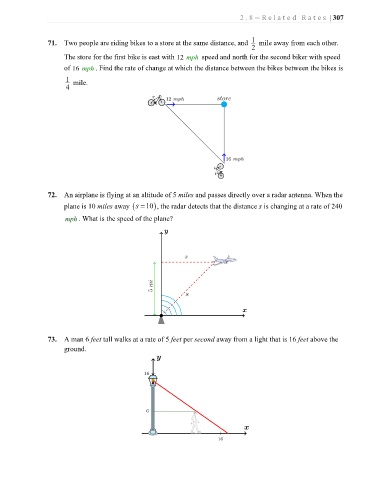 2.8 – Related Rates | 307
71. Two people are riding bikes to a store at the same distance, and 1/2 mile away from each other.
The store for the first bike is east with 12 mph speed and north for the second biker with speed
of 16 mph . Find the rate of change at which the distance between the bikes between the bikes is
1/4 mile.
12 mph store
16 mph
72. An airplane is flying at an altitude of 5 miles and passes directly over a radar antenna. When the
plane is 10 miles away (s = 10), the radar detects that the distance s is changing at a rate of 240
mph . What is the speed of the plane?
y
5 mi
s
x
73. A man 6 feet tall walks at a rate of 5 feet per second away from a light that is 16 feet above the
ground.
y
16
6
x
16